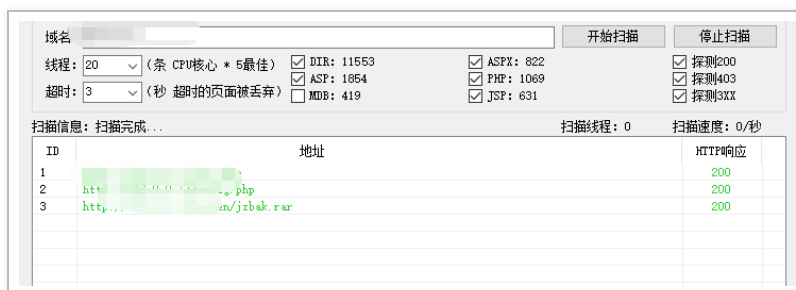 域名
开始扫描
停止扫描
线程: 20 (条 CPU核心 * 5最佳) DIR: 11553 ASPX: 822 探测200
ASP: 1854 PHP: 1069 探测403
超时: 3 (秒 超时的页面被丢弃) MDB: 419 JSP: 631 探测3XX
扫描信息: 扫描完成... 扫描线程: 0 扫描速度: 0/秒
ID 地址 HTTP响应
1 200
2 htt php 200
3 http: en/jzbak.rar 200